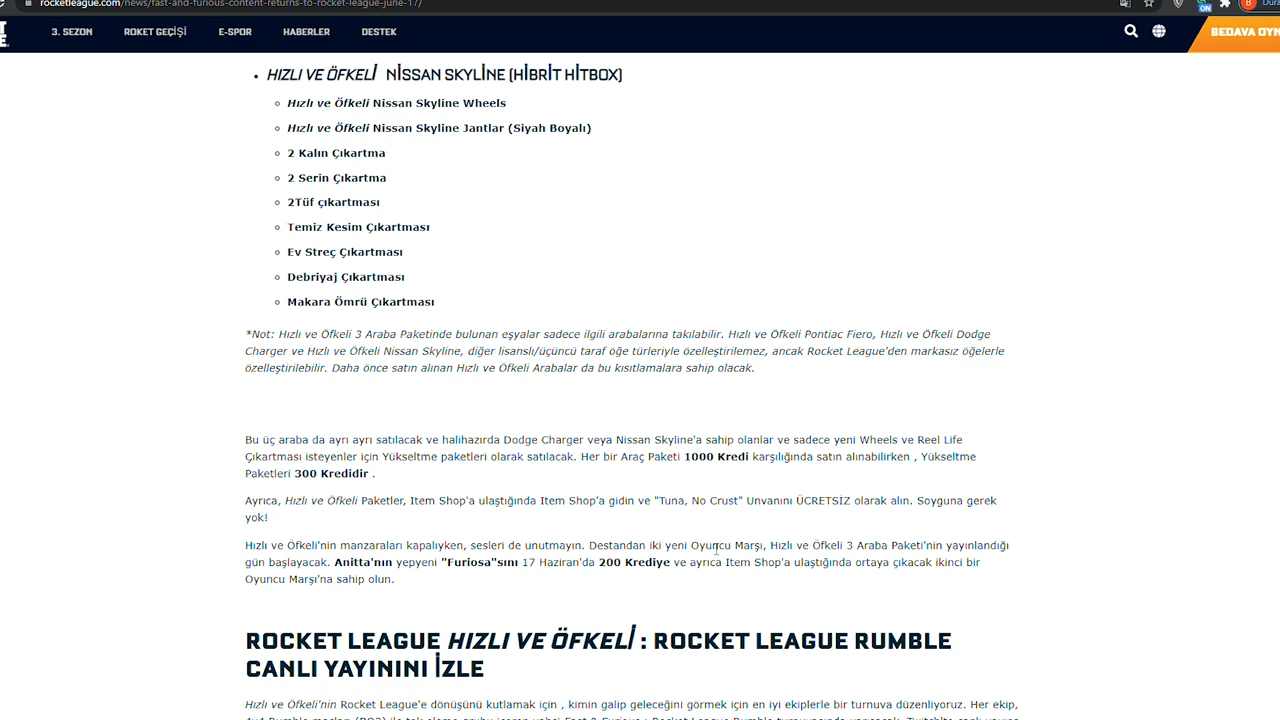 rocketleague.com/news/fast-and-furious-content-returns-to-rocket-league-june-17/
3. SEZON ROKET GEÇİŞİ E-SPOR HABERLER DESTEK BEDAVA OYN
HIZLI VE ÖFKELİ NİSSAN SKYLİNE (HİBRİT HİTBOX)
Hızlı ve Öfkeli Nissan Skyline Wheels
Hızlı ve Öfkeli Nissan Skyline Jantlar (Siyah Boyalı)
2 Kalın Çıkartma
2 Serin Çıkartma
2Tüf çıkartması
Temiz Kesim Çıkartması
Ev Streç Çıkartması
Debriyaj Çıkartması
Makara Ömrü Çıkartması
*Not: Hızlı ve Öfkeli 3 Araba Paketinde bulunan eşyalar sadece ilgili arabalarına takılabilir. Hızlı ve Öfkeli Pontiac Fiero, Hızlı ve Öfkeli Dodge
Charger ve Hızlı ve Öfkeli Nissan Skyline, diğer lisanslı/üçüncü taraf öğe türleriyle özelleştirilemez, ancak Rocket League'den markasız öğelerle
özelleştirilebilir. Daha önce satın alınan Hızlı ve Öfkeli Arabalar da bu kısıtlamalara sahip olacak.
Bu üç araba da ayrı ayrı satılacak ve halihazırda Dodge Charger veya Nissan Skyline'a sahip olanlar ve sadece yeni Wheels ve Reel Life
Çıkartması isteyenler için Yükseltme paketleri olarak satılacak. Her bir Araç Paketi 1000 Kredi karşılığında satın alınabilirken , Yükseltme
Paketleri 300 Kredidir .
Ayrıca, Hızlı ve Öfkeli Paketler, Item Shop'a ulaştığında Item Shop'a gidin ve "Tuna, No Crust" Unvanını ÜCRETSİZ olarak alın. Soyguna gerek
yok!
Hızlı ve Öfkeli'nin manzaraları kapalıyken, sesleri de unutmayın. Destandan iki yeni Oyuncu Marşı, Hızlı ve Öfkeli 3 Araba Paketi'nin yayınlandığı
gün başlayacak. Anitta'nın yepyeni "Furiosa"sını 17 Haziran'da 200 Krediye ve ayrıca Item Shop'a ulaştığında ortaya çıkacak ikinci bir
Oyuncu Marşı'na sahip olun.
ROCKET LEAGUE HIZLI VE ÖFKELİ : ROCKET LEAGUE RUMBLE
CANLI YAYININI İZLE
Hızlı ve Öfkeli'nin Rocket League'e dönüşünü kutlamak için , kimin galip geleceğini görmek için en iyi ekiplerle bir turnuva düzenliyoruz. Her ekip,